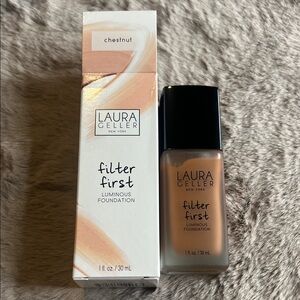 chestnut
LAURA
GELLER
NEW YORK
filter
first
LUMINOUS
FOUNDATION
1 fl. oz / 30 mL
LAURA
GELLER
NEW YORK
filter
first
LUMINOUS
FOUNDATION
1 fl. oz / 30 mL